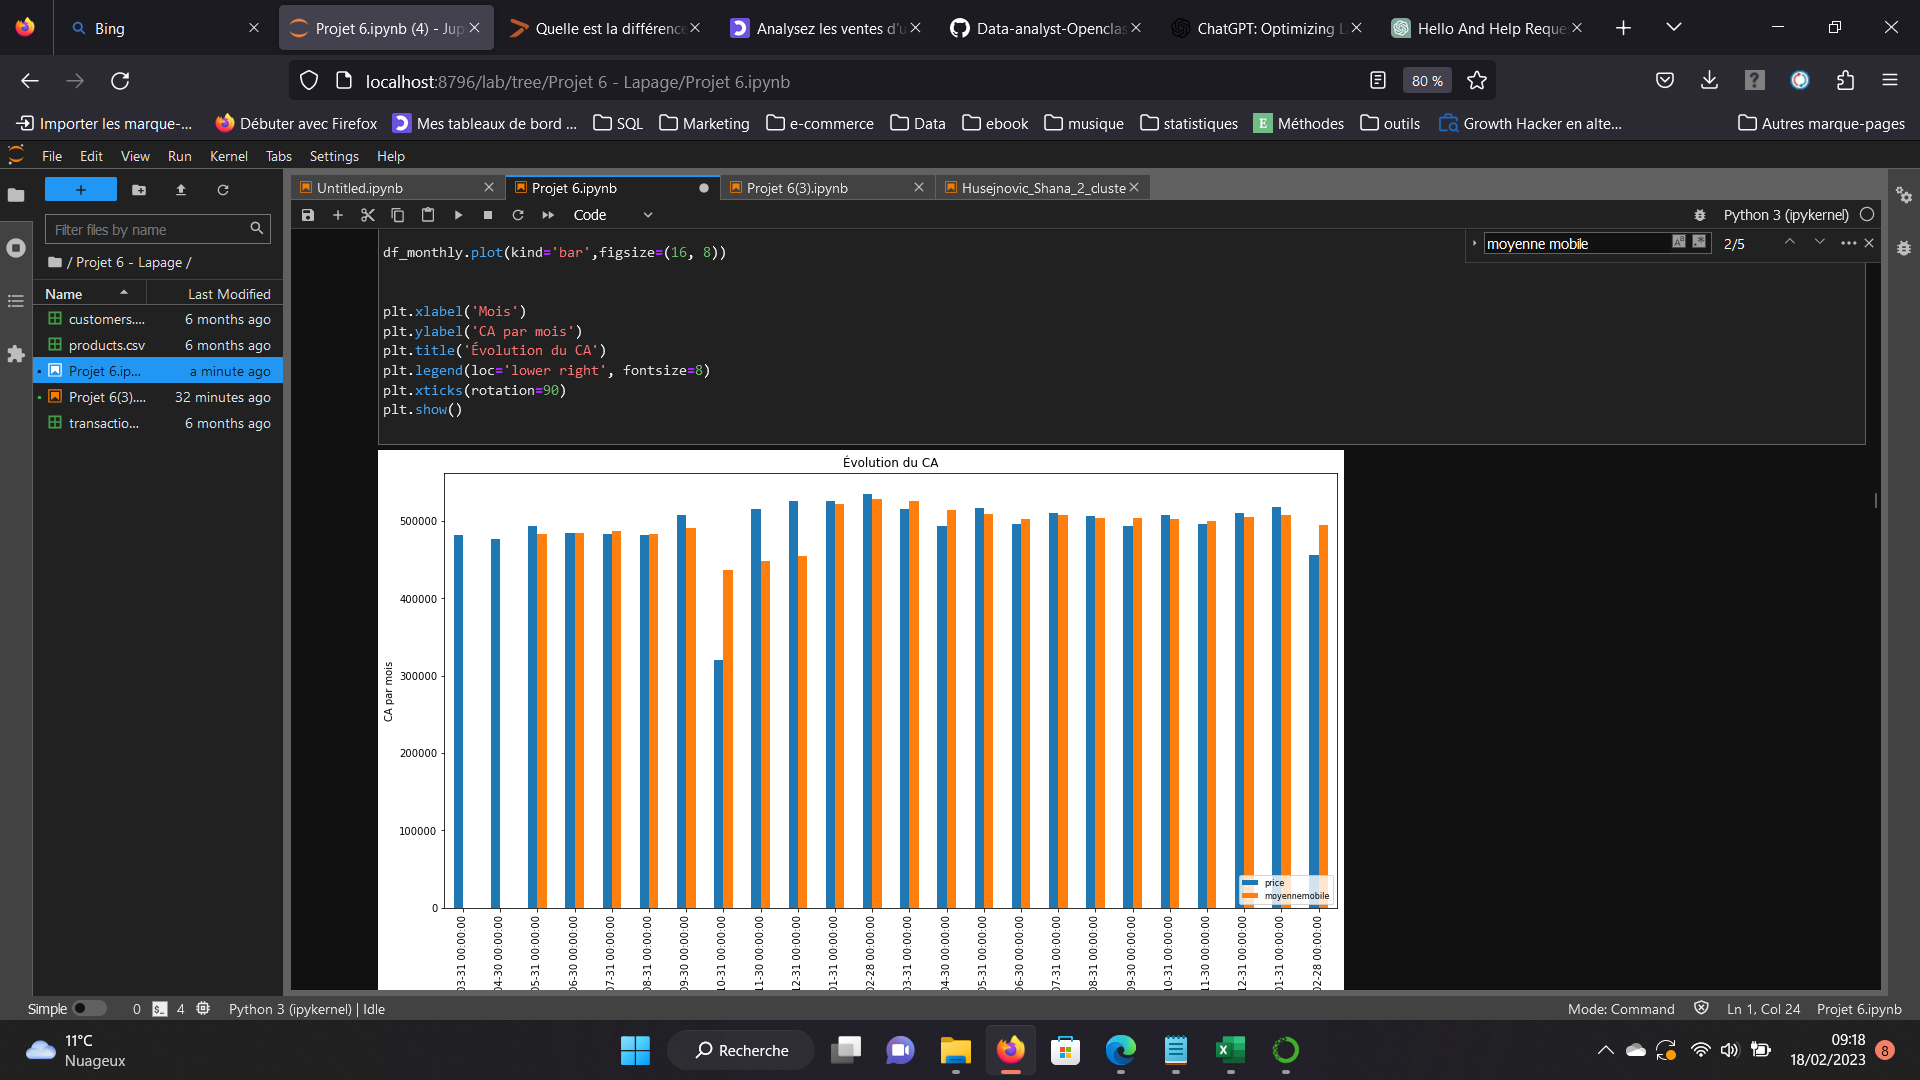 Bing
Projet 6.ipynb (4) - Jup
Quelle est la différence
Analysez les ventes d'u
Data-analyst-Openclas
ChatGPT: Optimizing L
Hello And Help Reque
localhost:8796/lab/tree/Projet 6 - Lapage/Projet 6.ipynb
80 %
Importer les marque-...
Débuter avec Firefox
Mes tableaux de bord ...
SQL
Marketing
e-commerce
Data
ebook
musique
statistiques
Méthodes
outils
Growth Hacker en alte...
Autres marque-pages
File Edit View Run Kernel Tabs Settings Help
Untitled.ipynb
Projet 6.ipynb
Projet 6(3).ipynb
Husejnovic_Shana_2_cluste
Code
Python 3 (ipykernel)
Filter files by name
/ Projet 6 - Lapage /
Name Last Modified
customers.... 6 months ago
products.csv 6 months ago
Projet 6.ip... a minute ago
Projet 6(3).... 32 minutes ago
transactio... 6 months ago
moyenne mobile
2/5
df_monthly.plot(kind='bar',figsize=(16, 8))
plt.xlabel('Mois')
plt.ylabel('CA par mois')
plt.title('Évolution du CA')
plt.legend(loc='lower right', fontsize=8)
plt.xticks(rotation=90)
plt.show()
Évolution du CA
CA par mois
500000
400000
300000
200000
100000
0
price
moyennemobile
03-31 00:00:00
04-30 00:00:00
05-31 00:00:00
06-30 00:00:00
07-31 00:00:00
08-31 00:00:00
09-30 00:00:00
10-31 00:00:00
11-30 00:00:00
12-31 00:00:00
01-31 00:00:00
02-28 00:00:00
03-31 00:00:00
04-30 00:00:00
05-31 00:00:00
06-30 00:00:00
07-31 00:00:00
08-31 00:00:00
09-30 00:00:00
10-31 00:00:00
11-30 00:00:00
12-31 00:00:00
01-31 00:00:00
02-28 00:00:00
Simple
0
4
Python 3 (ipykernel) | Idle
Mode: Command
Ln 1, Col 24
Projet 6.ipynb
11°C
Nuageux
Recherche
09:18
18/02/2023
8